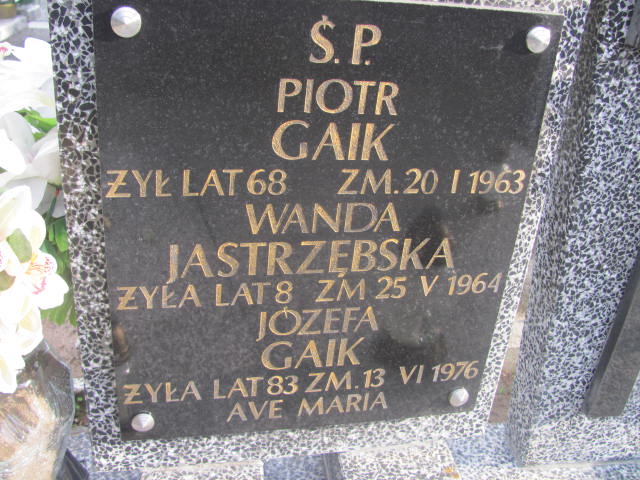 Ś.P.
PIOTR
GAIK
ŻYŁ LAT 68 ZM. 20 I 1963
WANDA
JASTRZĘBSKA
ŻYŁA LAT 8 ZM 25 V 1964
JÓZEFA
GAIK
ŻYŁA LAT 83 ZM. 13 VI 1976
AVE MARIA